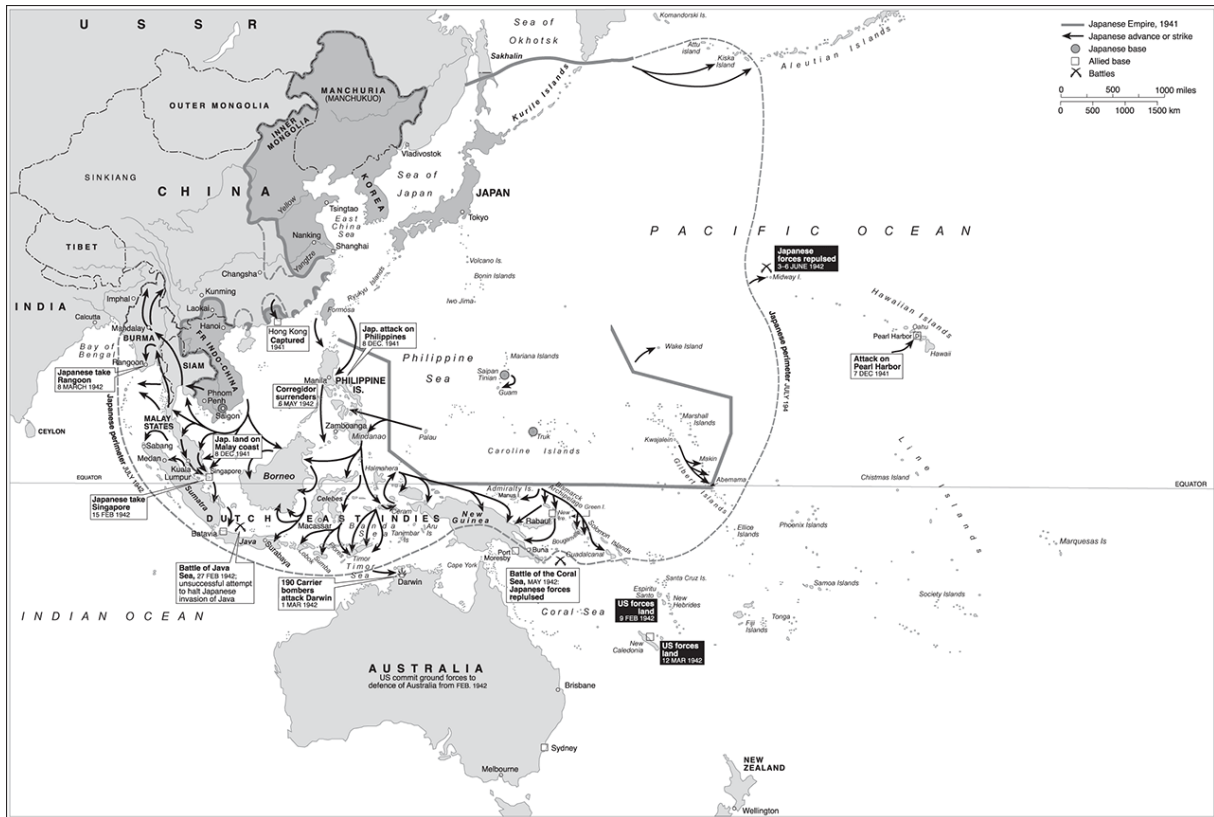 U S S R
Sea of
Okhotsk
Komandorski Is.
Attu
Island
Kiska
Island
Aleutian Islands
Japanese Empire, 1941
Japanese advance or strike
Japanese base
Allied base
Battles
0 500 1000 miles
0 500 1000 1500 km
Sakhalin
Kurile Islands
OUTER MONGOLIA
MANCHURIA
(MANCHUKUO)
INNER
MONGOLIA
Vladivostok
SINKIANG
C H I N A
KOREA
Sea of
Japan
JAPAN
Tokyo
Yellow
Tsingtao
East
China
Sea
Nanking
Shanghai
Yangtze
TIBET
Changsha
Volcano Is.
Bonin Islands
Iwo Jima
Ryukyu Islands
P A C I F I C O C E A N
Japanese
forces repulsed
3–6 JUNE 1942
Midway I.
Hawaiian Islands
Oahu
Pearl Harbor
Hawaii
Attack on
Pearl Harbor
7 DEC 1941
INDIA
Imphal
Kunming
Laokai
Calcutta
Hanoi
Mandalay
BURMA
Bay of
Bengal
Rangoon
SIAM
FR INDO-CHINA
Formosa
Hong Kong
Captured
1941
Jap. attack on
Philippines
8 DEC. 1941
Philippine
Sea
Mariana Islands
Saipan
Tinian
Guam
Wake Island
Japanese perimeter JULY 194
Japanese take
Rangoon
8 MARCH 1942
Manila
PHILIPPINE
IS.
Corregidor
surrenders
6 MAY 1942
Phnom
Penh
Saigon
Zamboanga
Mindanao
Palau
Truk
Caroline Islands
Marshall
Islands
Kwajalein
Makin
Abemama
Gilbert Islands
CEYLON
Japanese perimeter JULY 1942
MALAY
STATES
Jap. land on
Malay coast
8 DEC 1941
Sabang
Medan
Kuala
Lumpur
Singapore
Borneo
Halmahera
EQUATOR
Christmas Island
EQUATOR
Line Islands
Japanese take
Singapore
15 FEB 1942
Sumatra
Celebes
Ceram
D U T C H E A S T I N D I E S
Macassar
Banda
Sea
Aru
Is
Tanimbar
Is
New
Guinea
Admiralty Is.
Manus I.
Bismarck
Archipelago
Green I.
New
Bre.
Rabaul
Bougainville
Solomon Islands
Guadalcanal
Batavia
Java
Surabaya
Lombok
Sumba
Flores
Timor
Timor
Sea
Darwin
Port
Moresby
Buna
Cape York
Ellice
Islands
Phoenix Islands
Marquesas Is
Battle of Java
Sea, 27 FEB 1942;
unsuccessful attempt
to halt Japanese
invasion of Java
190 Carrier
bombers
attack Darwin
1 MAR 1942
Battle of the Coral
Sea, MAY 1942:
Japanese forces
replulsed
Coral Sea
Santa Cruz Is.
Espiritu
Santo
New
Hebrides
US forces
land
9 FEB 1942
Samoa Islands
Society Islands
Fiji
Islands
Tonga
New
Caledonia
US forces
land
12 MAR 1942
I N D I A N O C E A N
A U S T R A L I A
US commit ground forces to
defence of Australia from FEB. 1942
Brisbane
Sydney
Melbourne
NEW
ZEALAND
Wellington